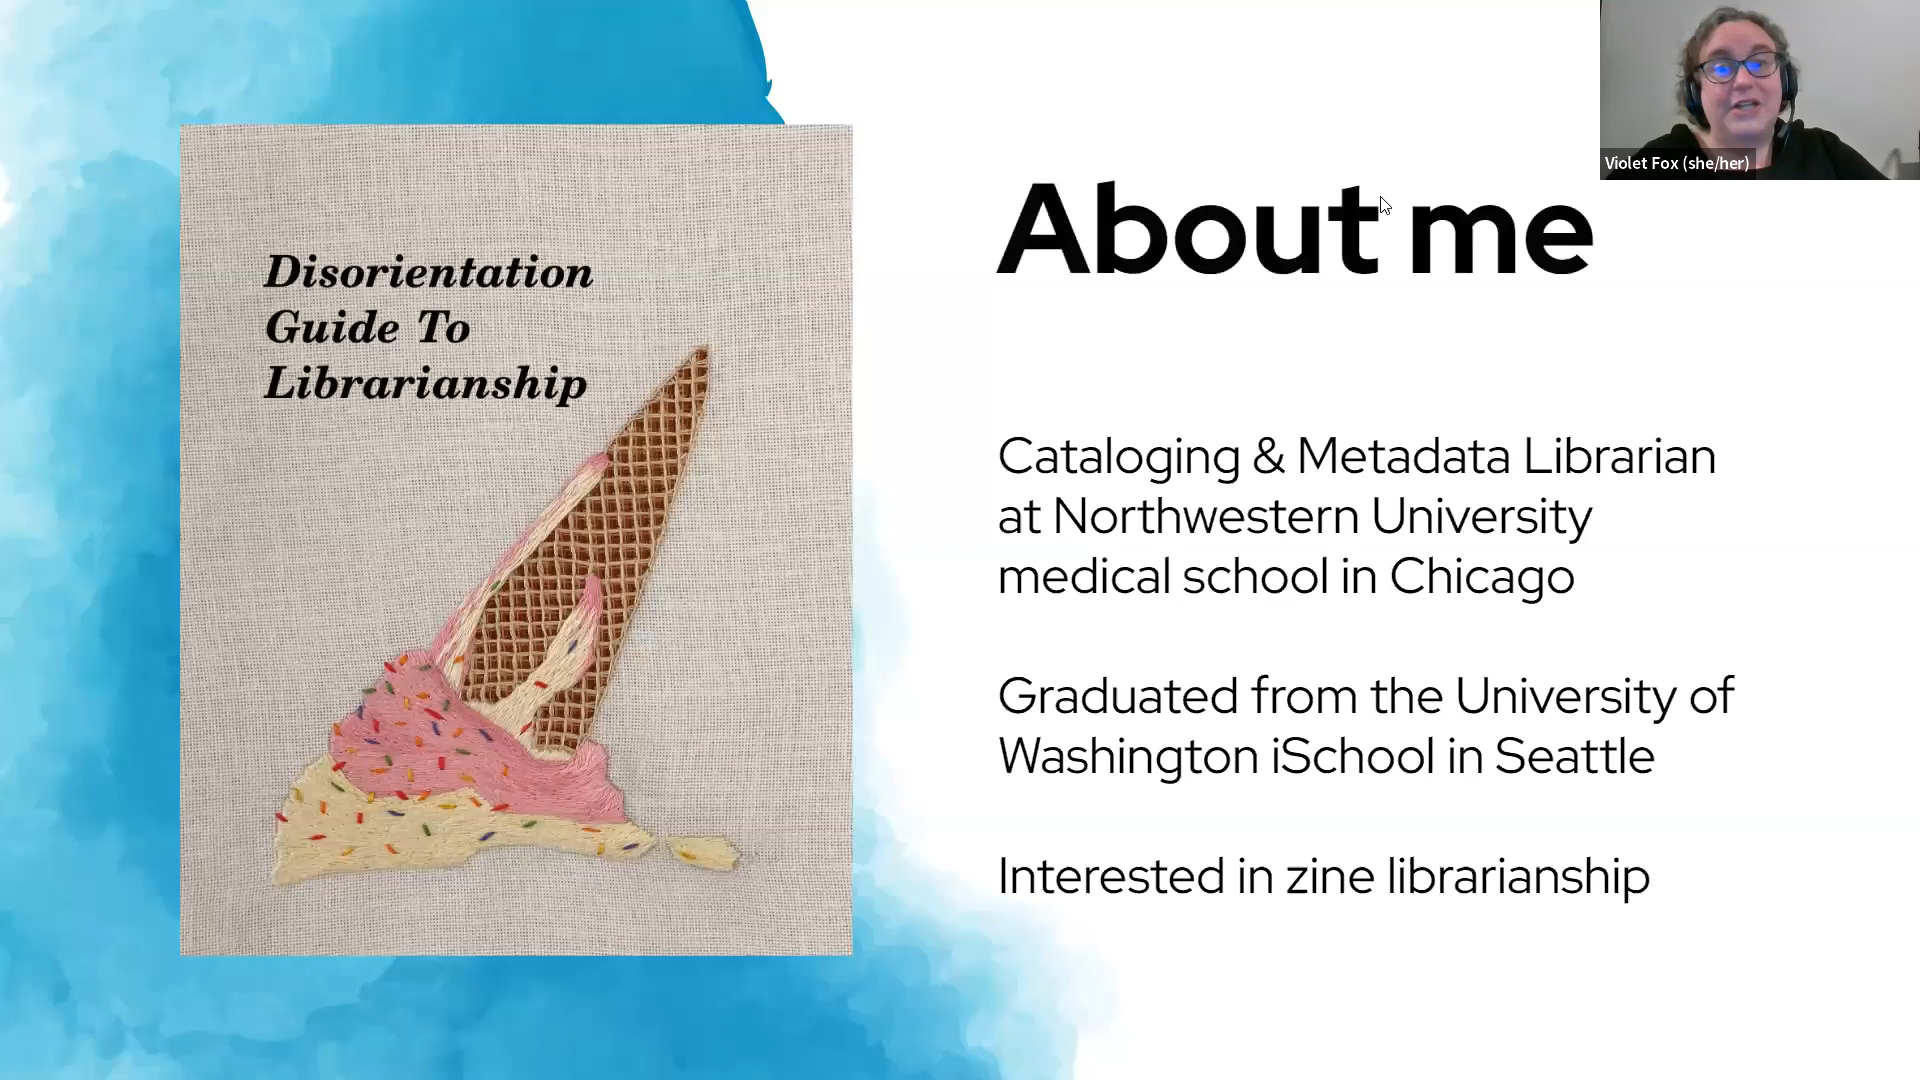 Disorientation
Guide To
Librarianship
About me
Cataloging & Metadata Librarian
at Northwestern University
medical school in Chicago
Graduated from the University of
Washington iSchool in Seattle
Interested in zine librarianship
Violet Fox (she/her)